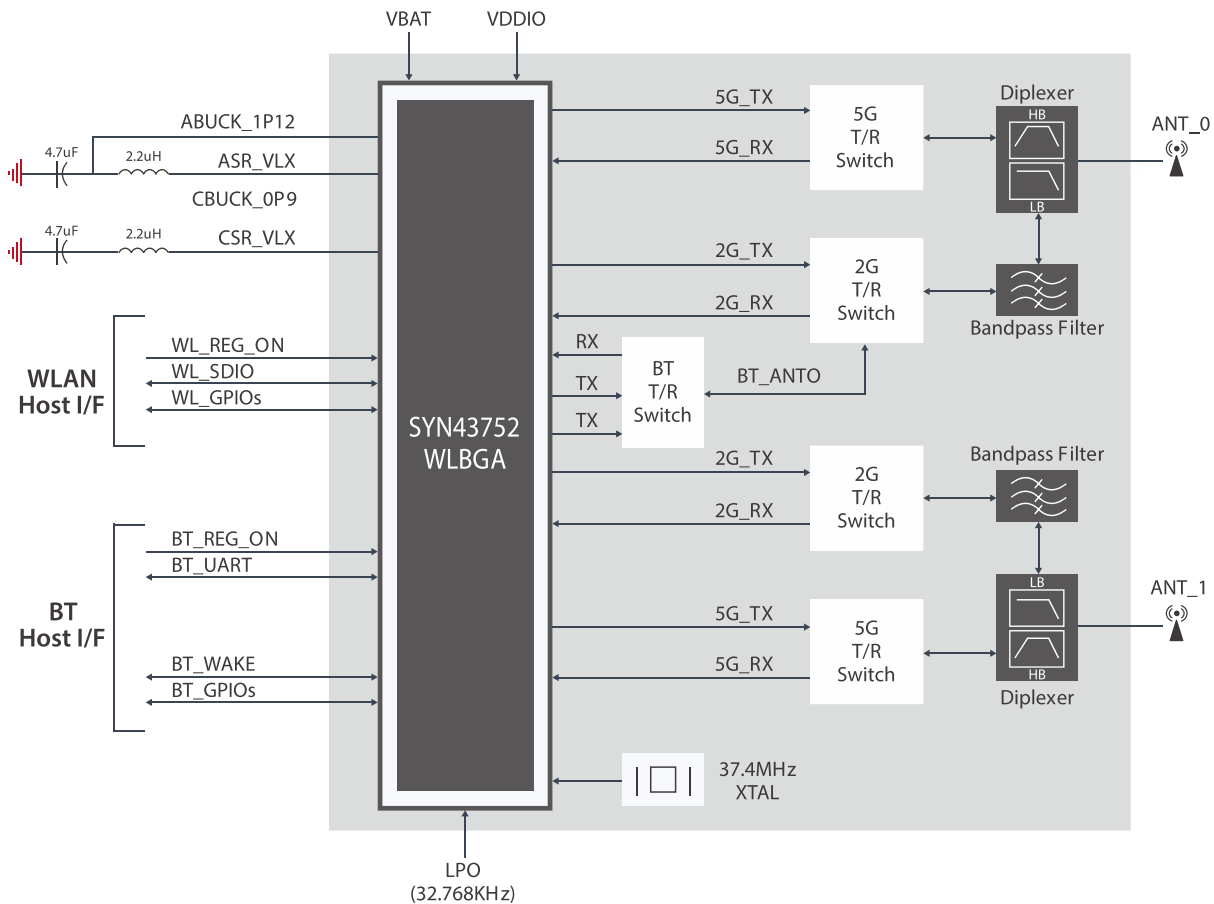 VBAT
VDDIO
ABUCK_1P12
4.7uF
2.2uH
ASR_VLX
CBUCK_0P9
4.7uF
2.2uH
CSR_VLX
WLAN
Host I/F
WL_REG_ON
WL_SDIO
WL_GPIOs
BT
Host I/F
BT_REG_ON
BT_UART
BT_WAKE
BT_GPIOs
SYN43752
WLBGA
LPO
(32.768KHz)
5G_TX
5G_RX
5G
T/R
Switch
Diplexer
HB
LB
ANT_0
2G_TX
2G_RX
2G
T/R
Switch
Bandpass Filter
RX
TX
TX
BT
T/R
Switch
BT_ANTO
2G_TX
2G_RX
2G
T/R
Switch
Bandpass Filter
5G_TX
5G_RX
5G
T/R
Switch
LB
HB
Diplexer
ANT_1
37.4MHz
XTAL